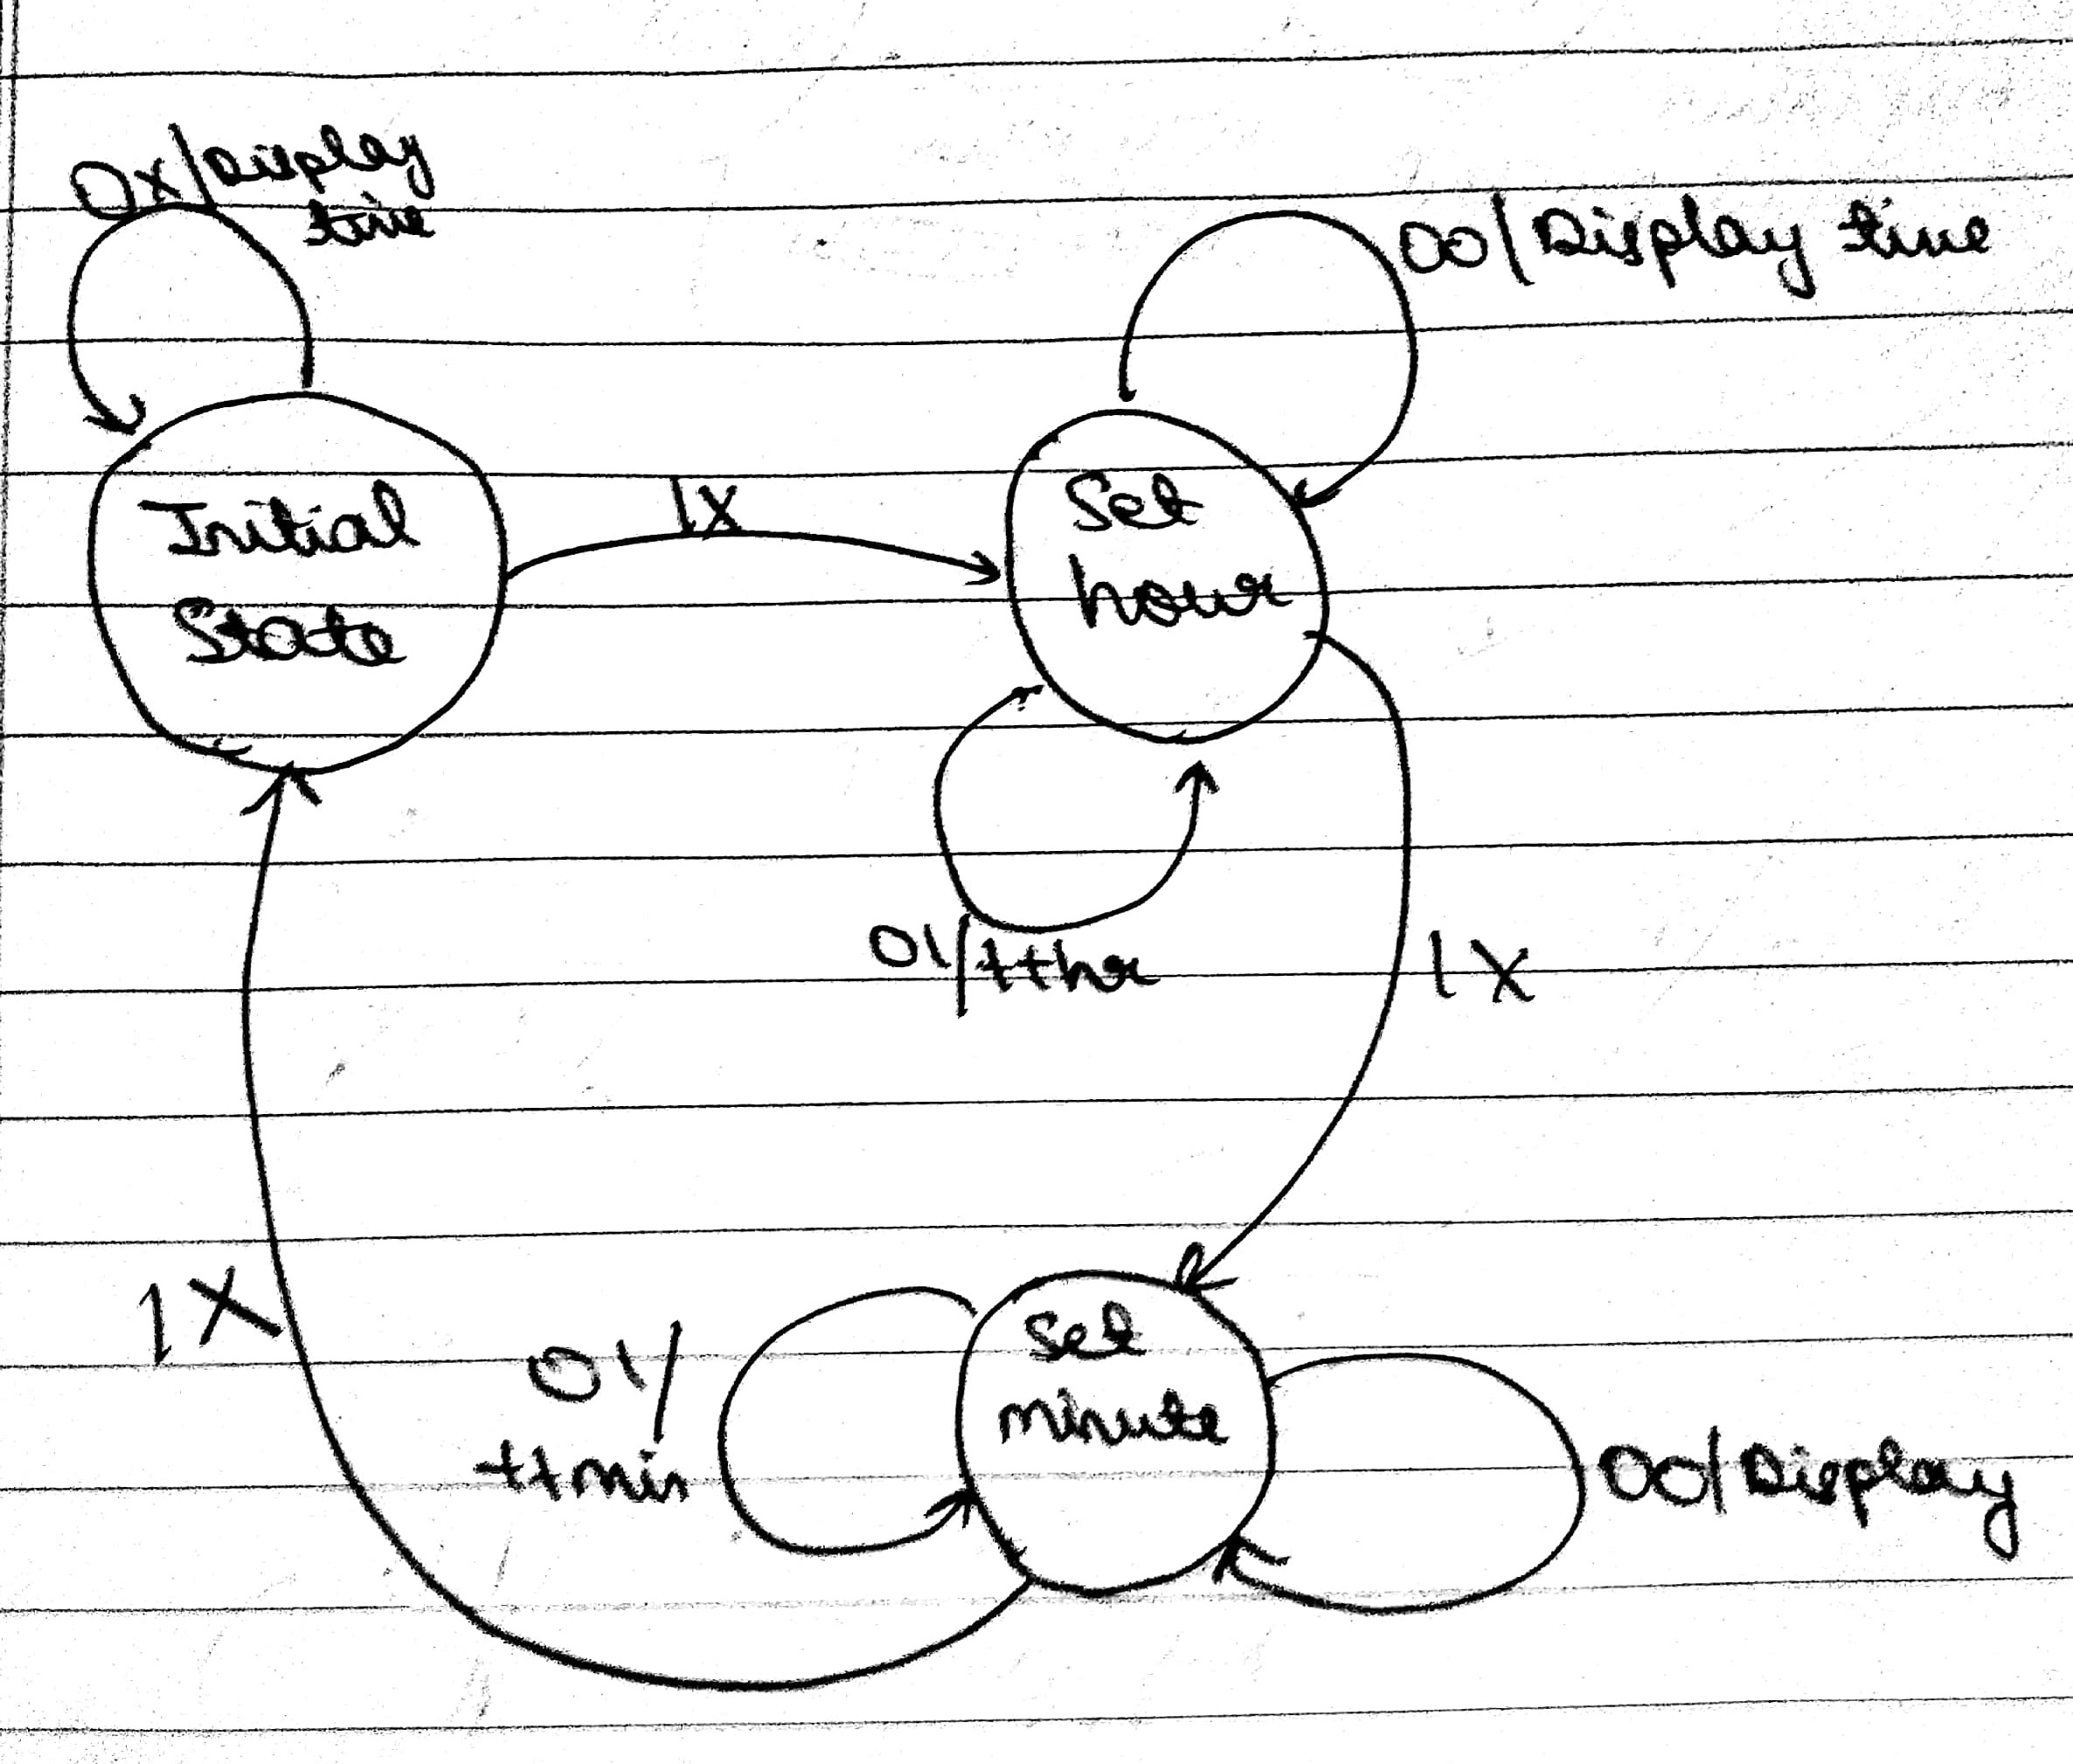 0X/Display
time
00/Display time
1X
Initial
State
Set
hour
01/++hr
1X
1X
01/
++min
Set
minute
00/Display